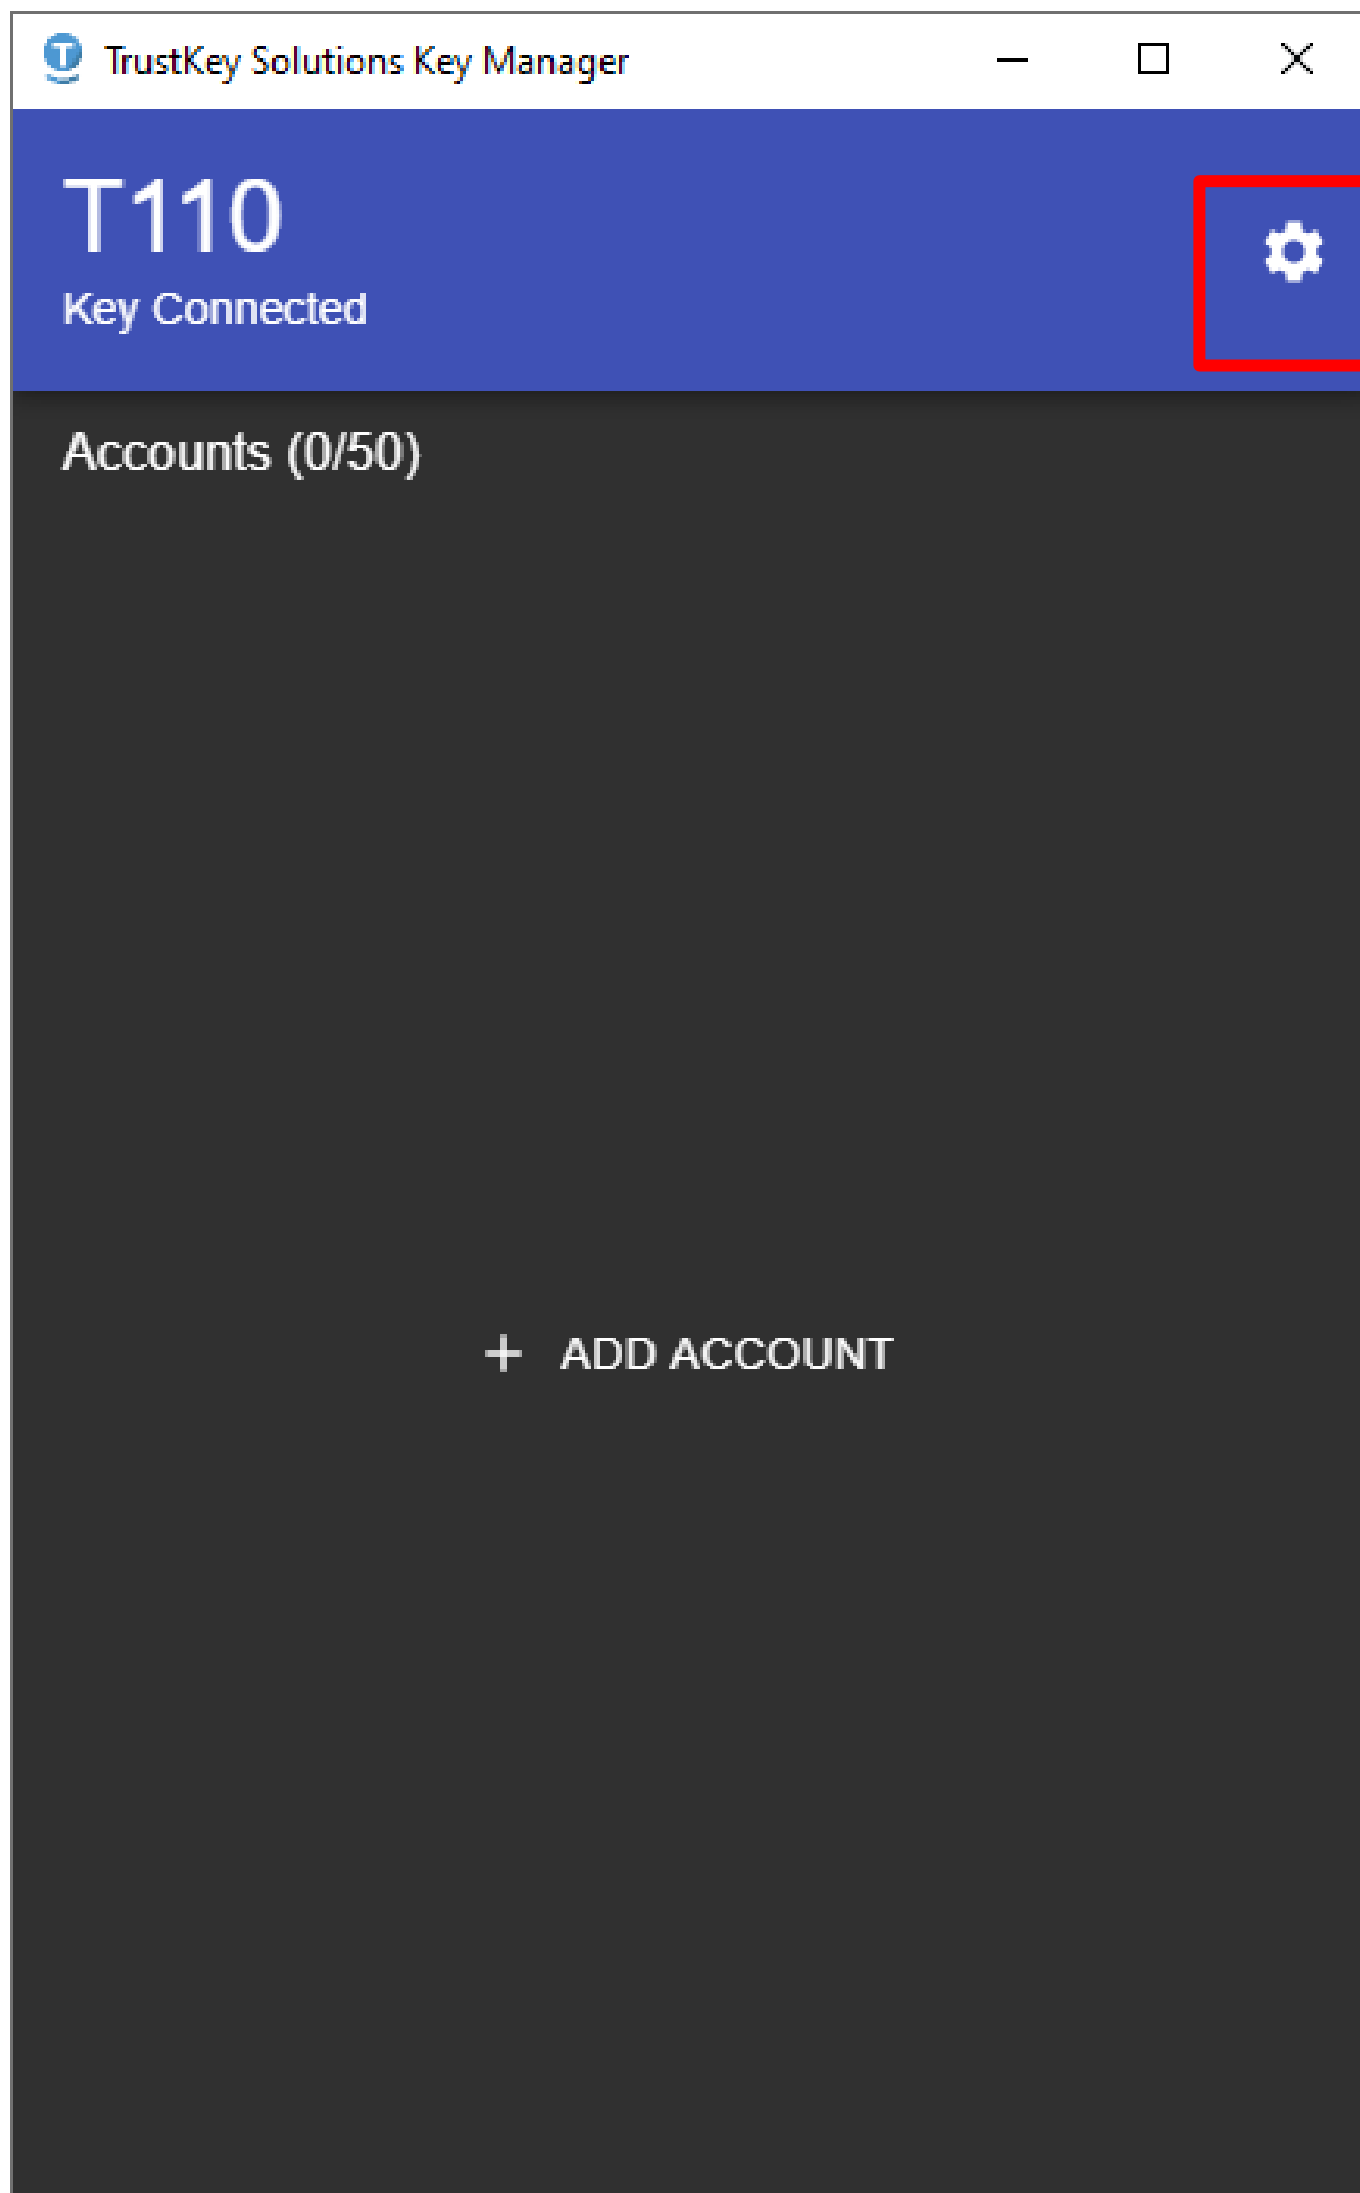 TrustKey Solutions Key Manager
T110
Key Connected
Accounts (0/50)
+ ADD ACCOUNT